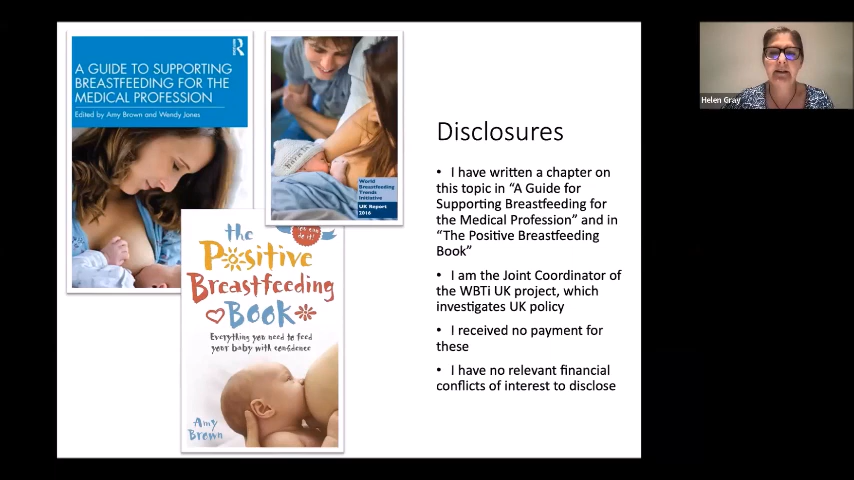 R
A GUIDE TO SUPPORTING
BREASTFEEDING FOR THE
MEDICAL PROFESSION
Edited by Amy Brown and Wendy Jones
World
Breastfeeding
Trends
Initiative
UK Report
2016
the
Positive
Breastfeeding
Book
Everything you need to feed
your baby with confidence
Amy
Brown
Disclosures
• I have written a chapter on
this topic in “A Guide for
Supporting Breastfeeding for
the Medical Profession” and in
“The Positive Breastfeeding
Book”
• I am the Joint Coordinator of
the WBTi UK project, which
investigates UK policy
• I received no payment for
these
• I have no relevant financial
conflicts of interest to disclose
Helen Gray